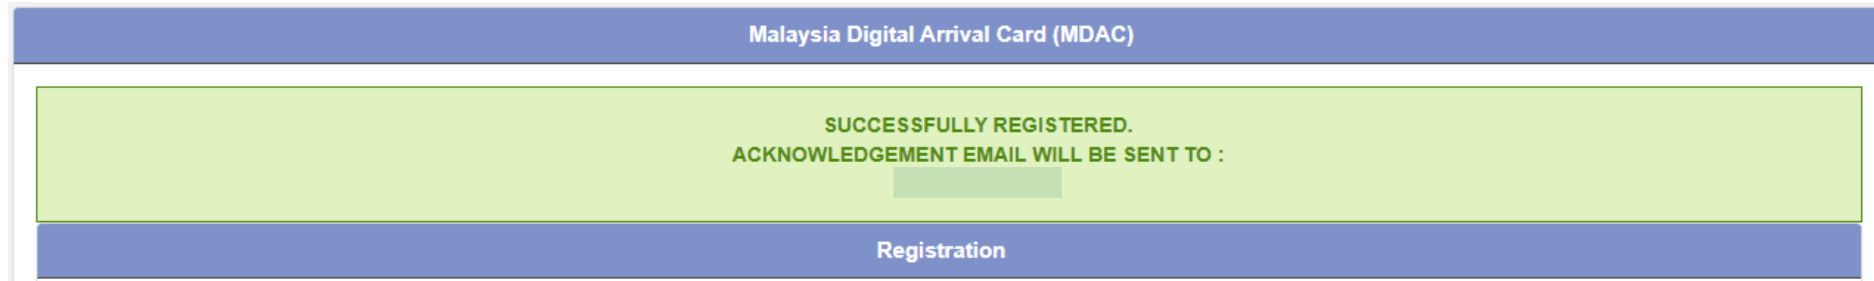 Malaysia Digital Arrival Card (MDAC)
SUCCESSFULLY REGISTERED.
ACKNOWLEDGEMENT EMAIL WILL BE SENT TO :
Registration